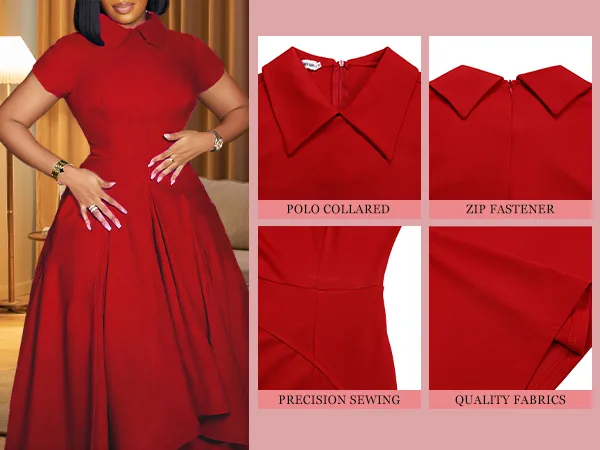 POLO COLLARED
ZIP FASTENER
PRECISION SEWING
QUALITY FABRICS